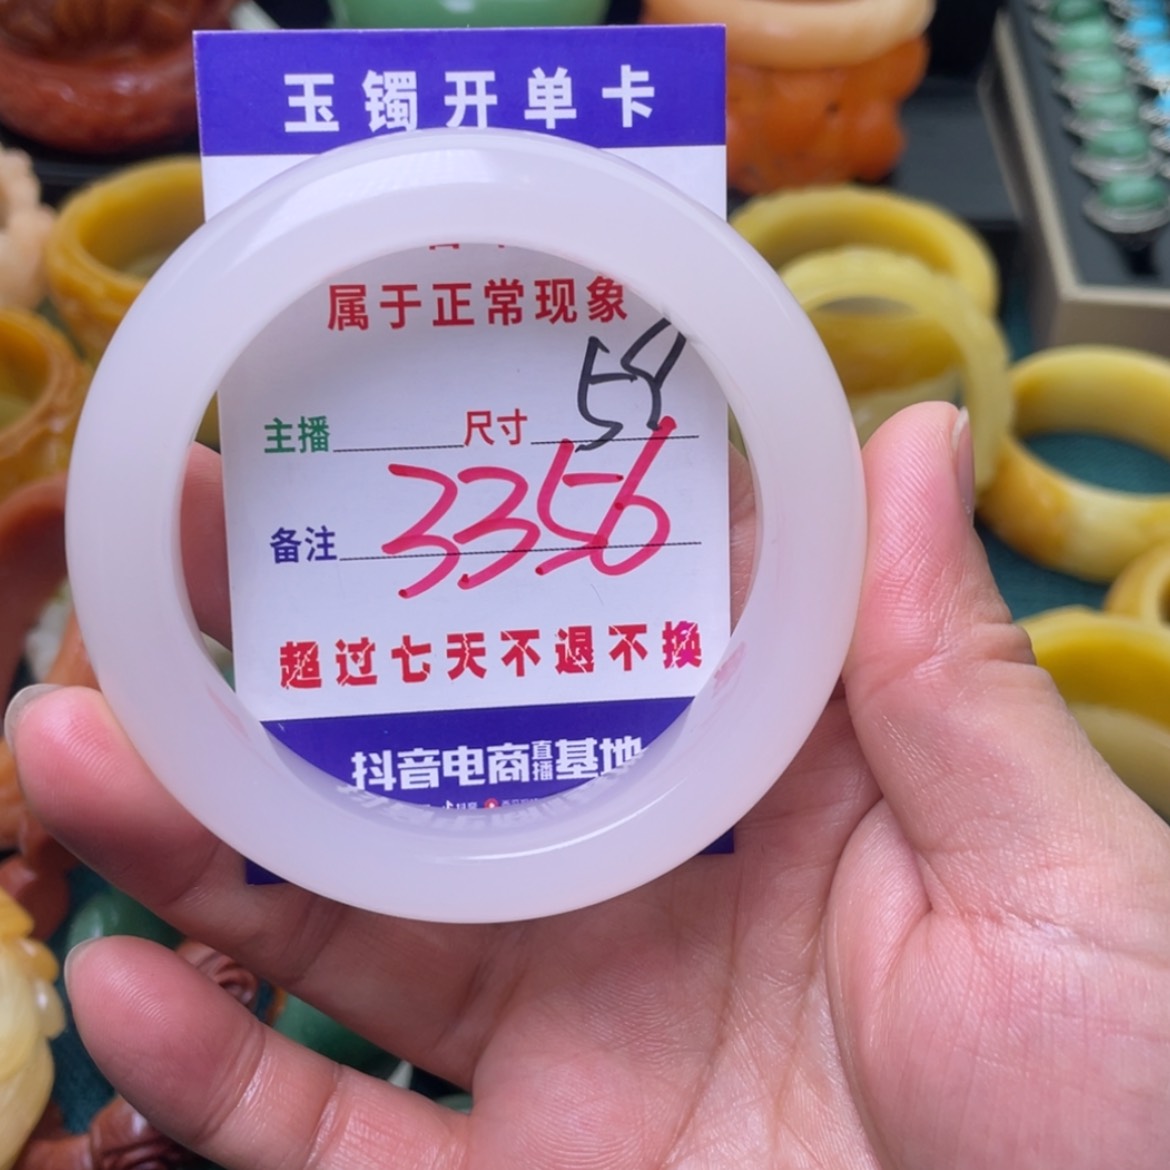 玉镯开单卡
属于正常现象
主播 尺寸 59
备注 3356
超过七天不退不换
抖音电商直播基地